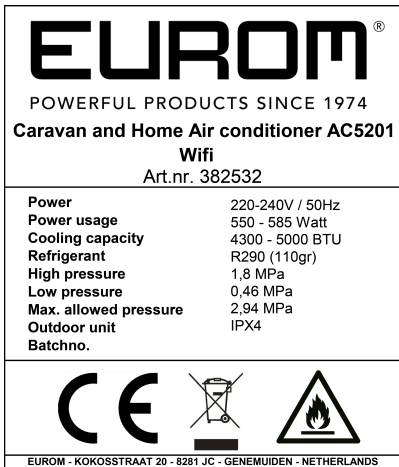 EUROM®
POWERFUL PRODUCTS SINCE 1974
Caravan and Home Air conditioner AC5201
Wifi
Art.nr. 382532
Power 220-240V / 50Hz
Power usage 550 - 585 Watt
Cooling capacity 4300 - 5000 BTU
Refrigerant R290 (110gr)
High pressure 1,8 MPa
Low pressure 0,46 MPa
Max. allowed pressure 2,94 MPa
Outdoor unit IPX4
Batchno.
CE
EUROM - KOKOSSTRAAT 20 - 8281 JC - GENEMUIDEN - NETHERLANDS